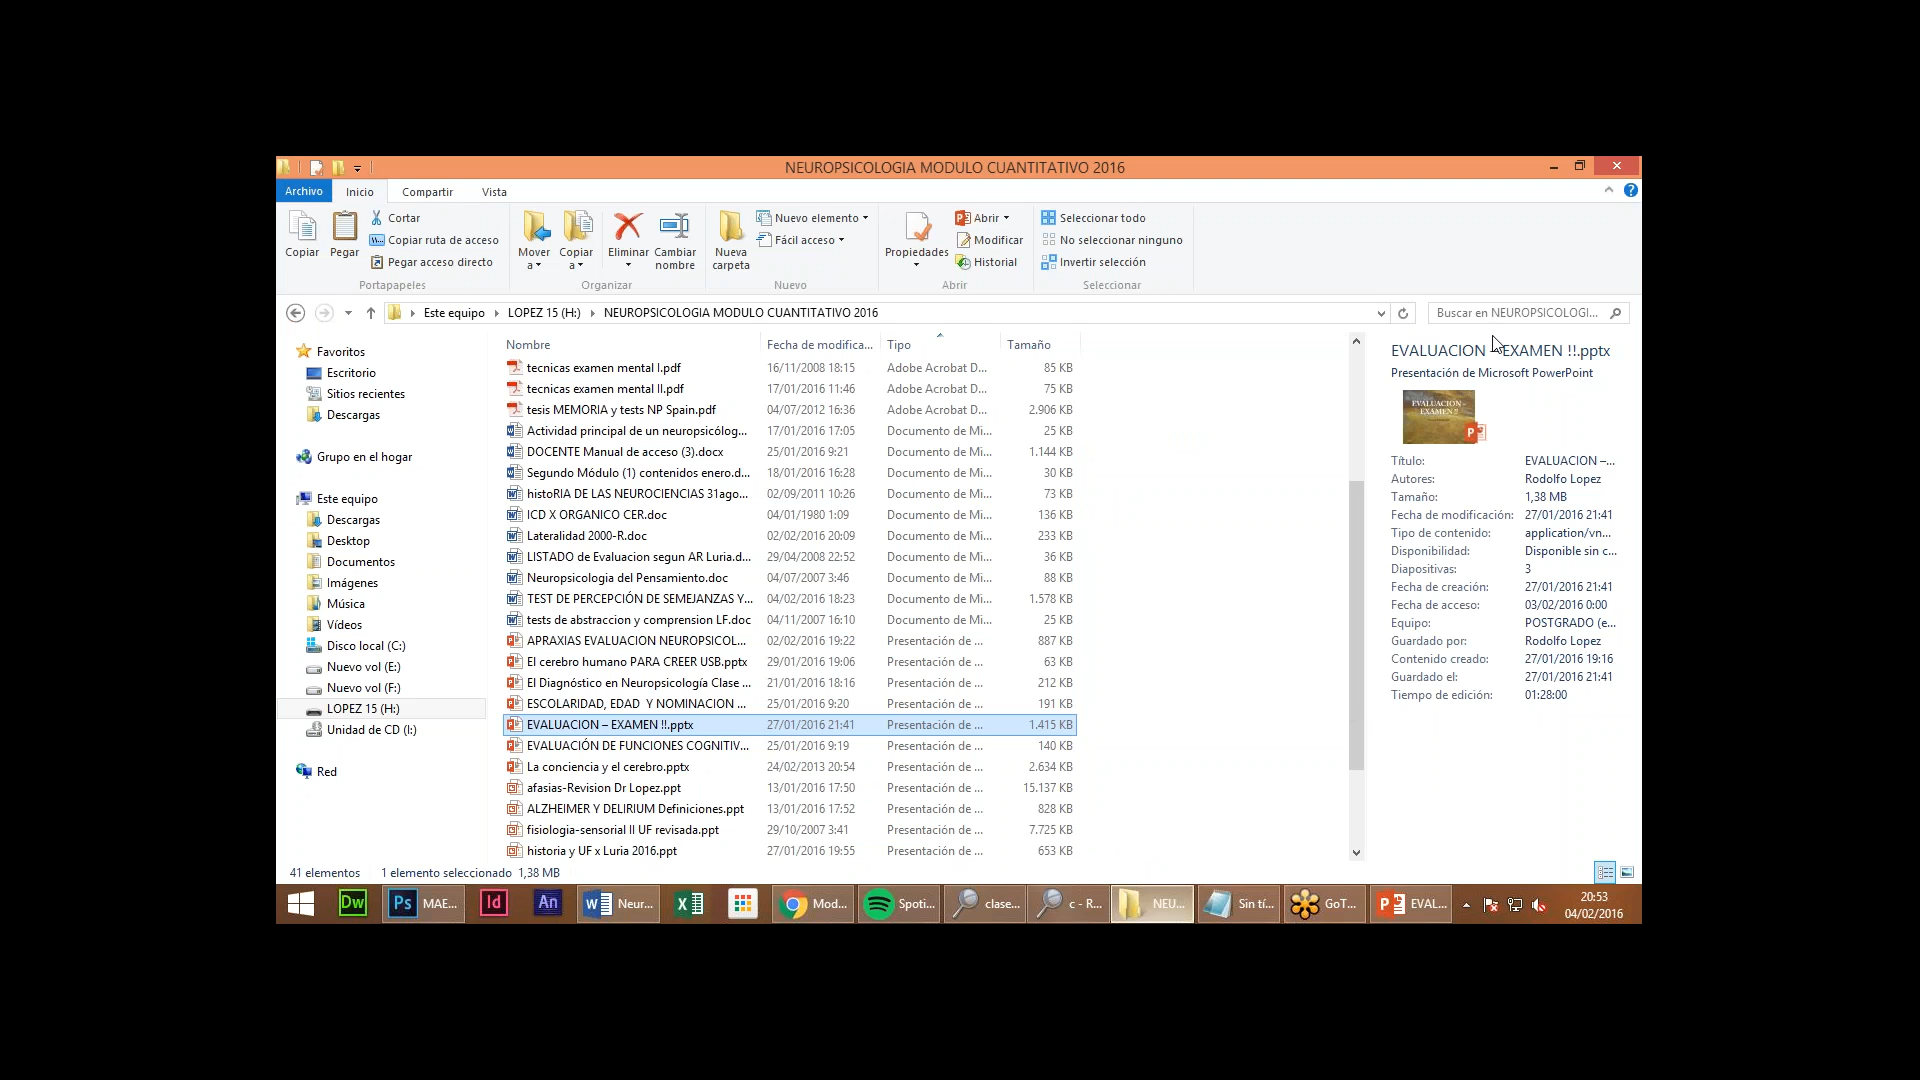 NEUROPSICOLOGIA MODULO CUANTITATIVO 2016
Archivo Inicio Compartir Vista
Copiar Pegar Cortar
Copiar ruta de acceso
Pegar acceso directo
Portapapeles
Mover a Copiar a Eliminar Cambiar nombre
Organizar
Nueva carpeta Nuevo elemento
Fácil acceso
Nuevo
Propiedades Abrir
Modificar
Historial
Abrir
Seleccionar todo
No seleccionar ninguno
Invertir selección
Seleccionar
Este equipo LOPEZ 15 (H:) NEUROPSICOLOGIA MODULO CUANTITATIVO 2016
Buscar en NEUROPSICOLOGI...
Favoritos
Escritorio
Sitios recientes
Descargas
Grupo en el hogar
Este equipo
Descargas
Desktop
Documentos
Imágenes
Música
Vídeos
Disco local (C:)
Nuevo vol (E:)
Nuevo vol (F:)
LOPEZ 15 (H:)
Unidad de CD (I:)
Red
Nombre Fecha de modifica... Tipo Tamaño
tecnicas examen mental I.pdf 16/11/2008 18:15 Adobe Acrobat D... 85 KB
tecnicas examen mental II.pdf 17/01/2016 11:46 Adobe Acrobat D... 75 KB
tesis MEMORIA y tests NP Spain.pdf 04/07/2012 16:36 Adobe Acrobat D... 2.906 KB
Actividad principal de un neuropsicólog... 17/01/2016 17:05 Documento de Mi... 25 KB
DOCENTE Manual de acceso (3).docx 25/01/2016 9:21 Documento de Mi... 1.144 KB
Segundo Módulo (1) contenidos enero.d... 18/01/2016 16:28 Documento de Mi... 30 KB
histoRIA DE LAS NEUROCIENCIAS 31ago... 02/09/2011 10:26 Documento de Mi... 73 KB
ICD X ORGANICO CER.doc 04/01/1980 1:09 Documento de Mi... 136 KB
Lateralidad 2000-R.doc 02/02/2016 20:09 Documento de Mi... 233 KB
LISTADO de Evaluacion segun AR Luria.d... 29/04/2008 22:52 Documento de Mi... 36 KB
Neuropsicologia del Pensamiento.doc 04/07/2007 3:46 Documento de Mi... 88 KB
TEST DE PERCEPCIÓN DE SEMEJANZAS Y... 04/02/2016 18:23 Documento de Mi... 1.578 KB
tests de abstraccion y comprension LF.doc 04/11/2007 16:10 Documento de Mi... 25 KB
APRAXIAS EVALUACION NEUROPSICOL... 02/02/2016 19:22 Presentación de ... 887 KB
El cerebro humano PARA CREER USB.pptx 29/01/2016 19:06 Presentación de ... 63 KB
El Diagnóstico en Neuropsicología Clase ... 21/01/2016 18:16 Presentación de ... 212 KB
ESCOLARIDAD, EDAD Y NOMINACION ... 25/01/2016 9:20 Presentación de ... 191 KB
EVALUACION – EXAMEN !!.pptx 27/01/2016 21:41 Presentación de ... 1.415 KB
EVALUACIÓN DE FUNCIONES COGNITIV... 25/01/2016 9:19 Presentación de ... 140 KB
La conciencia y el cerebro.pptx 24/02/2013 20:54 Presentación de ... 2.634 KB
afasias-Revision Dr Lopez.ppt 13/01/2016 17:50 Presentación de ... 15.137 KB
ALZHEIMER Y DELIRIUM Definiciones.ppt 13/01/2016 17:52 Presentación de ... 828 KB
fisiologia-sensorial II UF revisada.ppt 29/10/2007 3:41 Presentación de ... 7.725 KB
historia y UF x Luria 2016.ppt 27/01/2016 19:55 Presentación de ... 653 KB
EVALUACION – EXAMEN !!.pptx
Presentación de Microsoft PowerPoint
EVALUACION –
EXAMEN !!
Título: EVALUACION –...
Autores: Rodolfo Lopez
Tamaño: 1,38 MB
Fecha de modificación: 27/01/2016 21:41
Tipo de contenido: application/vn...
Disponibilidad: Disponible sin c...
Diapositivas: 3
Fecha de creación: 27/01/2016 21:41
Fecha de acceso: 03/02/2016 0:00
Equipo: POSTGRADO (e...
Guardado por: Rodolfo Lopez
Contenido creado: 27/01/2016 19:16
Guardado el: 27/01/2016 21:41
Tiempo de edición: 01:28:00
41 elementos 1 elemento seleccionado 1,38 MB
Dw Ps MAE... Id An Neur... Mod... Spoti... clase... c - R... NEU... Sin tí... GoT... EVAL... 20:53
04/02/2016